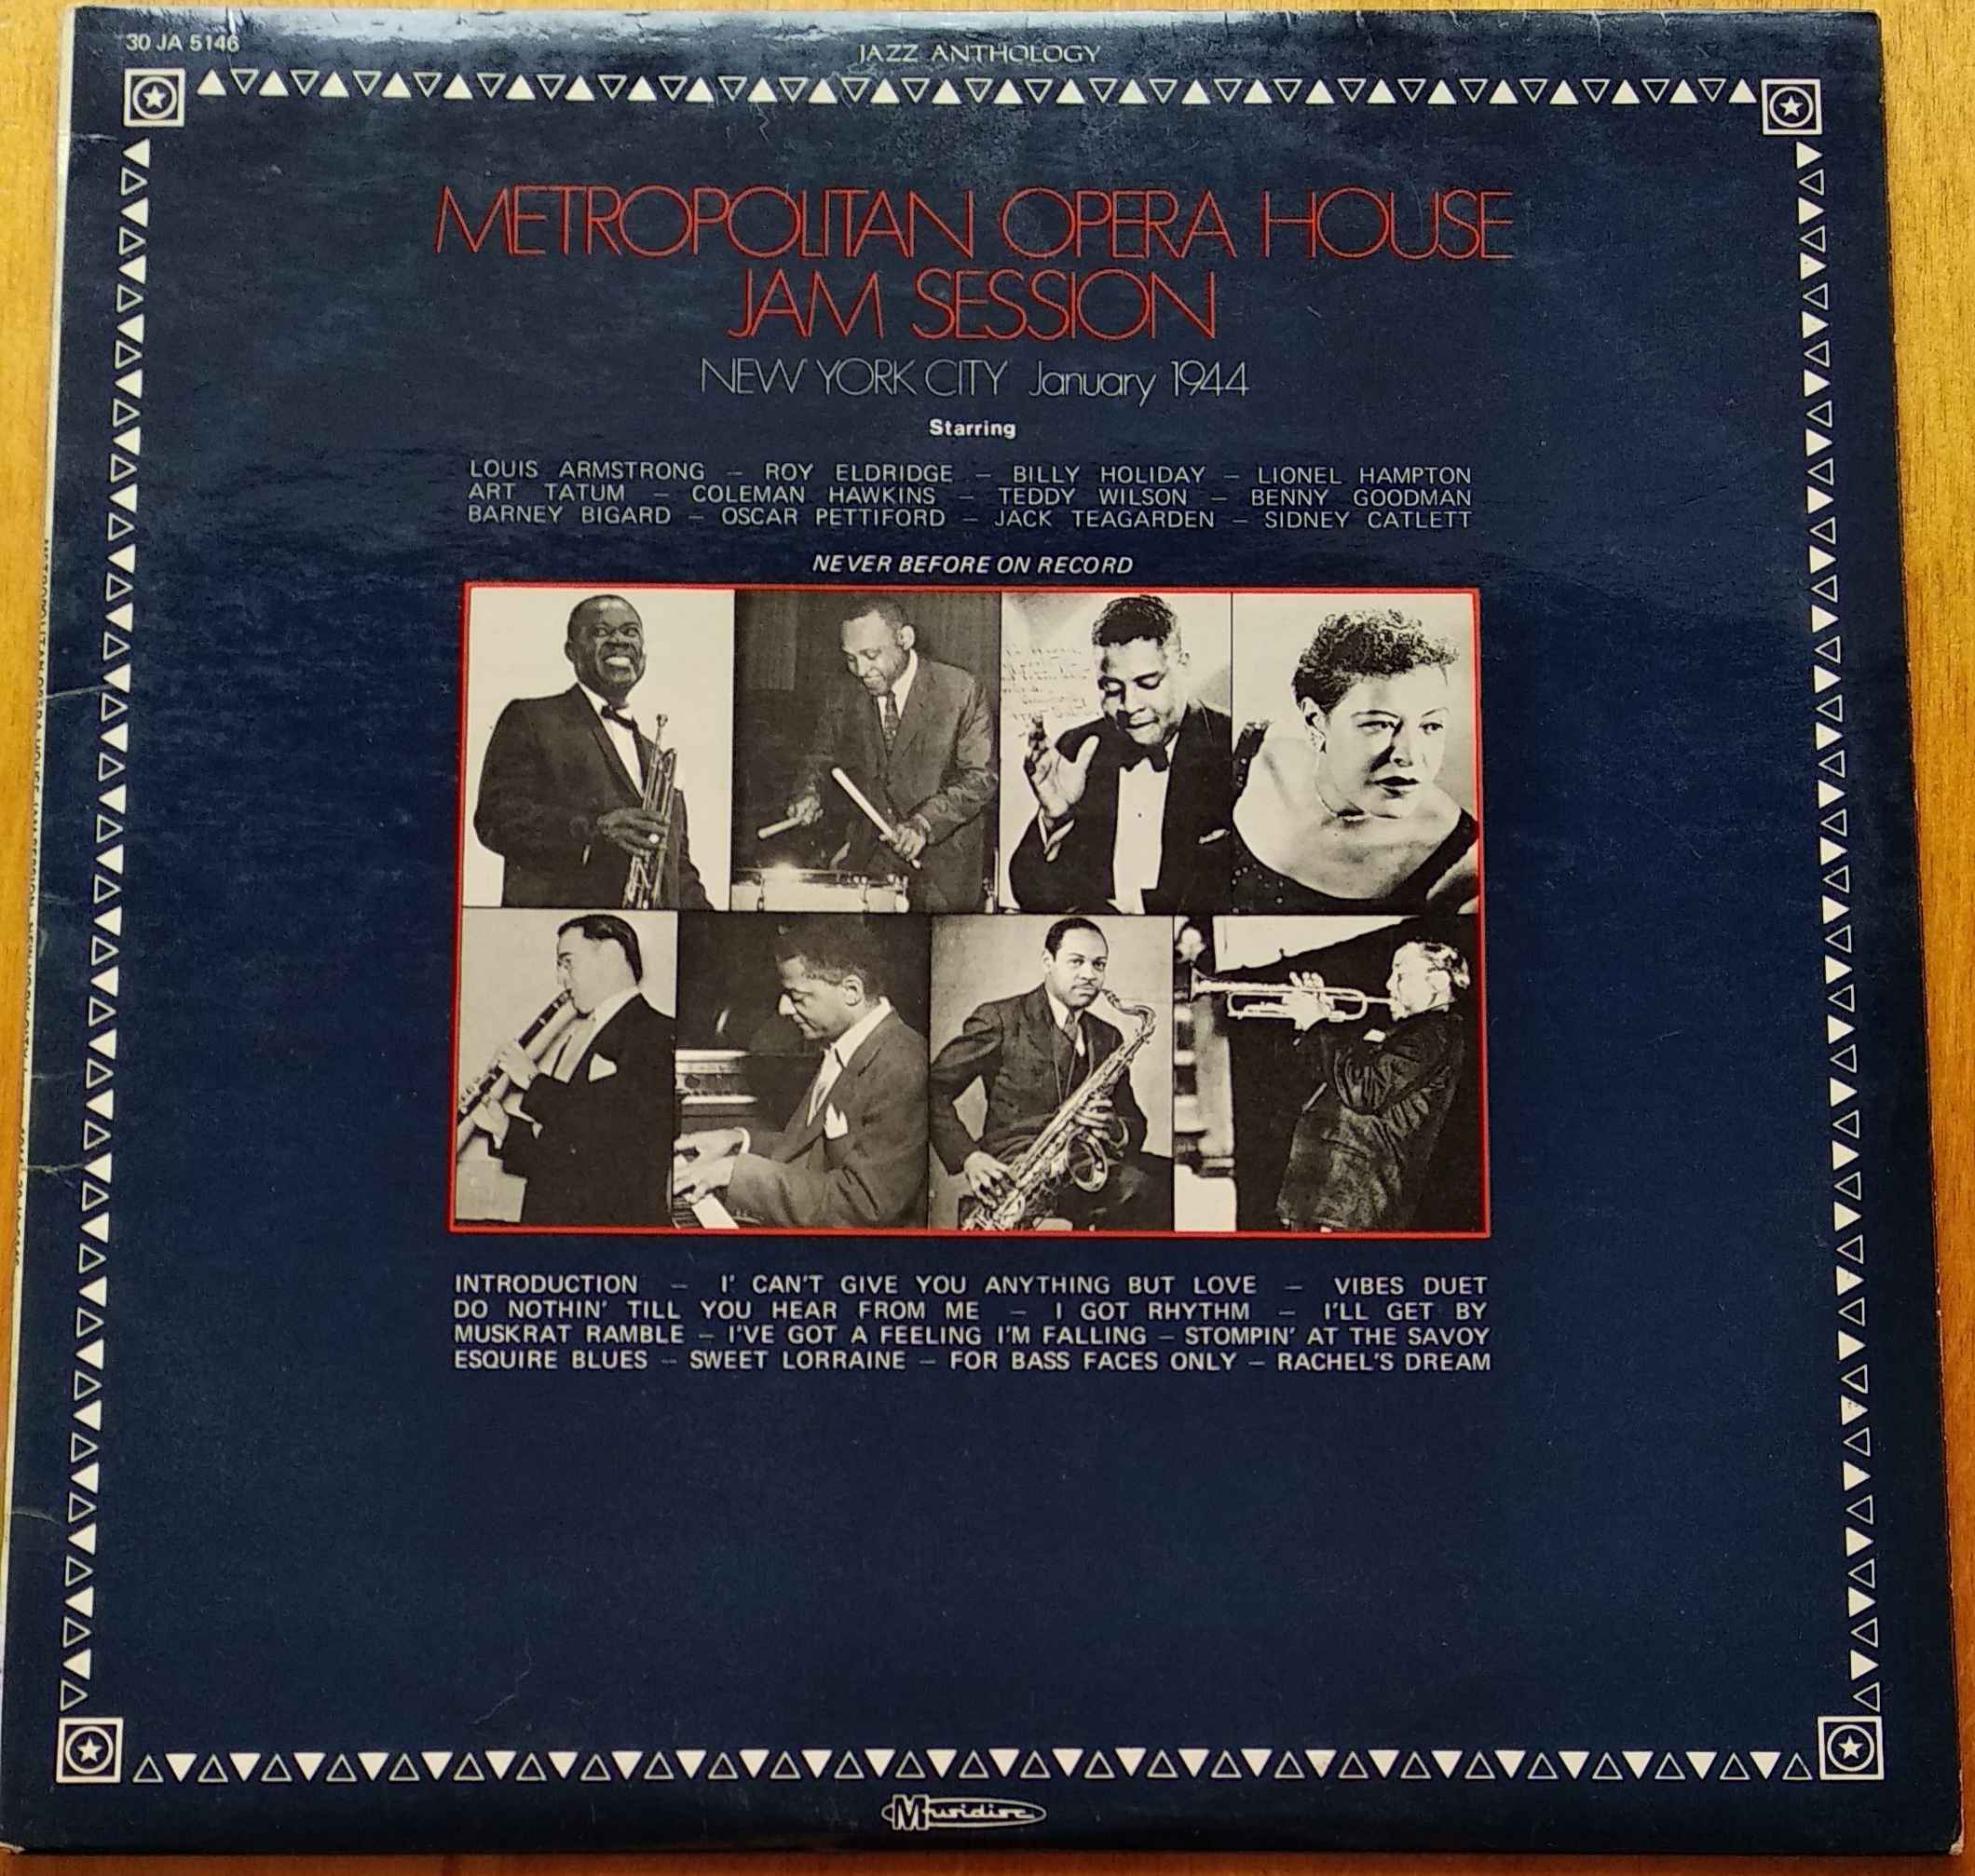 30 JA 5146
JAZZ ANTHOLOGY
METROPOLITAN OPERA HOUSE
JAM SESSION
NEW YORK CITY January 1944
Starring
LOUIS ARMSTRONG – ROY ELDRIDGE – BILLY HOLIDAY – LIONEL HAMPTON
ART TATUM – COLEMAN HAWKINS – TEDDY WILSON – BENNY GOODMAN
BARNEY BIGARD – OSCAR PETTIFORD – JACK TEAGARDEN – SIDNEY CATLETT
NEVER BEFORE ON RECORD
INTRODUCTION – I' CAN'T GIVE YOU ANYTHING BUT LOVE – VIBES DUET
DO NOTHIN' TILL YOU HEAR FROM ME – I GOT RHYTHM – I'LL GET BY
MUSKRAT RAMBLE – I'VE GOT A FEELING I'M FALLING – STOMPIN' AT THE SAVOY
ESQUIRE BLUES – SWEET LORRAINE – FOR BASS FACES ONLY – RACHEL'S DREAM
Musidisc